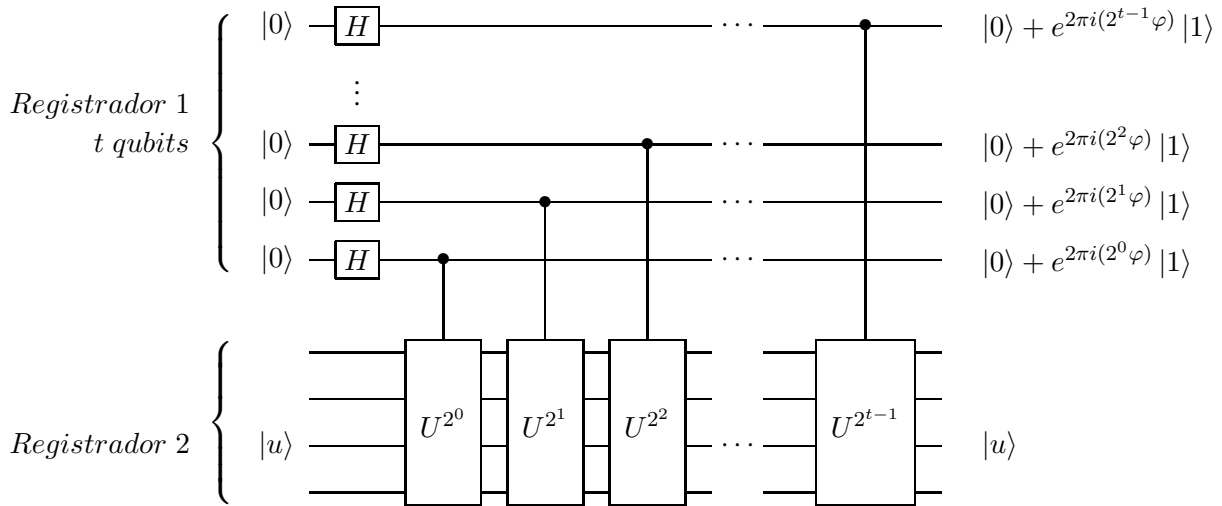 |0⟩ H ··· |0⟩ + e^{2πi(2^{t−1}φ)} |1⟩
⋮
Registrador 1
t qubits
|0⟩ H ··· |0⟩ + e^{2πi(2^2φ)} |1⟩
|0⟩ H ··· |0⟩ + e^{2πi(2^1φ)} |1⟩
|0⟩ H ··· |0⟩ + e^{2πi(2^0φ)} |1⟩
U^{2^0} U^{2^1} U^{2^2} U^{2^{t−1}}
Registrador 2 |u⟩ ··· |u⟩